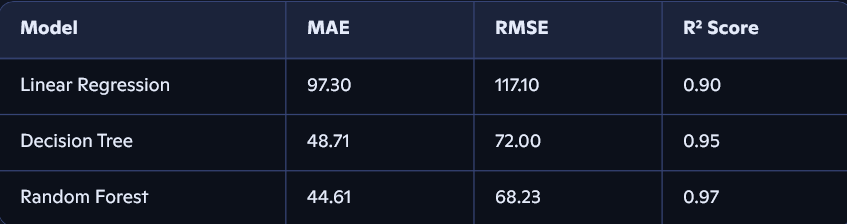 Model MAE RMSE R² Score
Linear Regression 97.30 117.10 0.90
Decision Tree 48.71 72.00 0.95
Random Forest 44.61 68.23 0.97